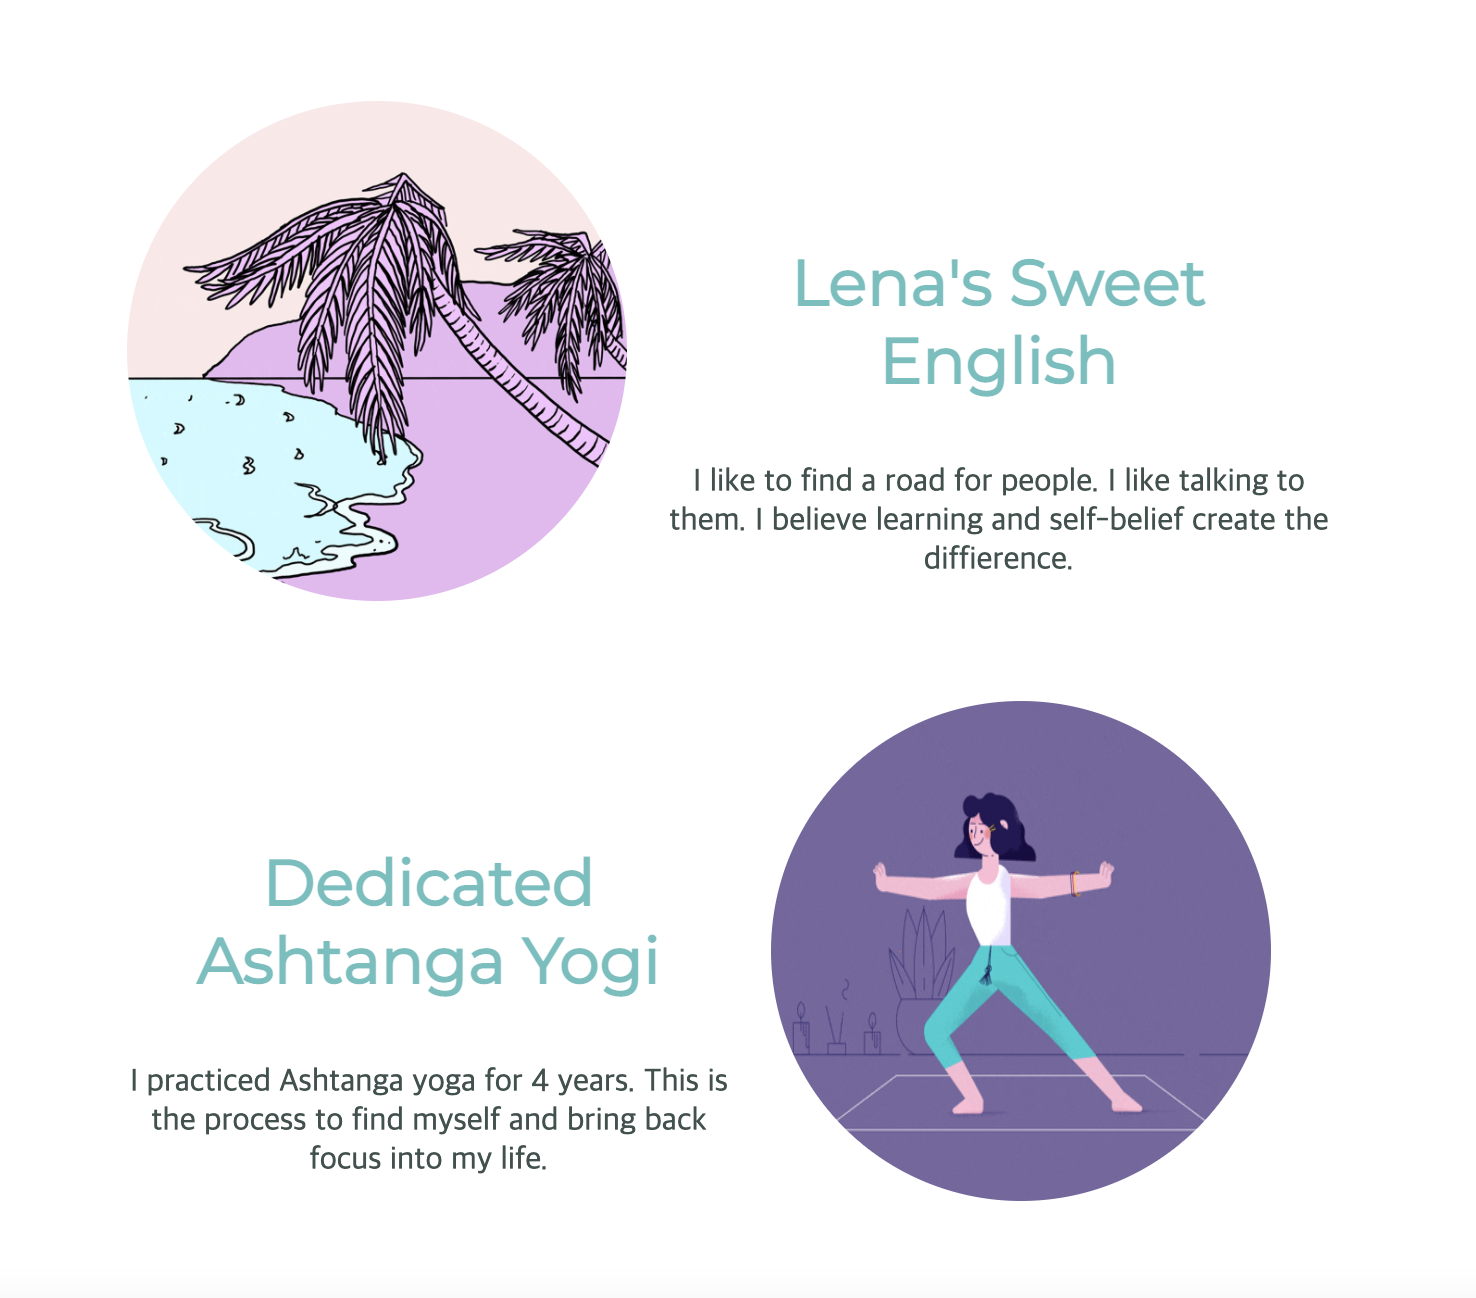 Lena's Sweet
English
I like to find a road for people. I like talking to
them. I believe learning and self-belief create the
diffierence.
Dedicated
Ashtanga Yogi
I practiced Ashtanga yoga for 4 years. This is
the process to find myself and bring back
focus into my life.